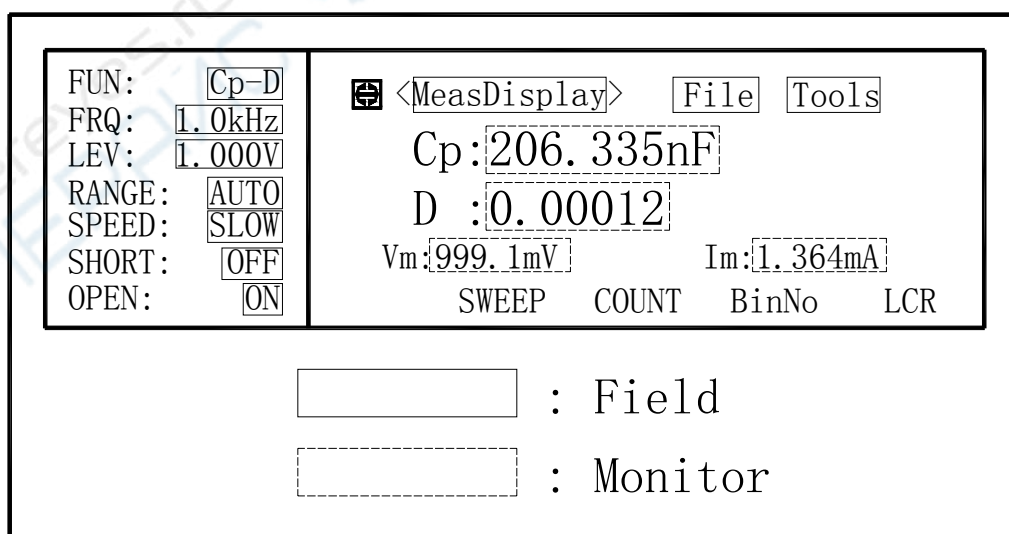 FUN: Cp-D
FRQ: 1.0kHz
LEV: 1.000V
RANGE: AUTO
SPEED: SLOW
SHORT: OFF
OPEN: ON
<MeasDisplay> File Tools
Cp:206.335nF
D :0.00012
Vm:999.1mV Im:1.364mA
SWEEP COUNT BinNo LCR
: Field
: Monitor